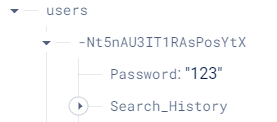 users
-Nt5nAU3IT1RAsPosYtX
Password: "123"
Search_History